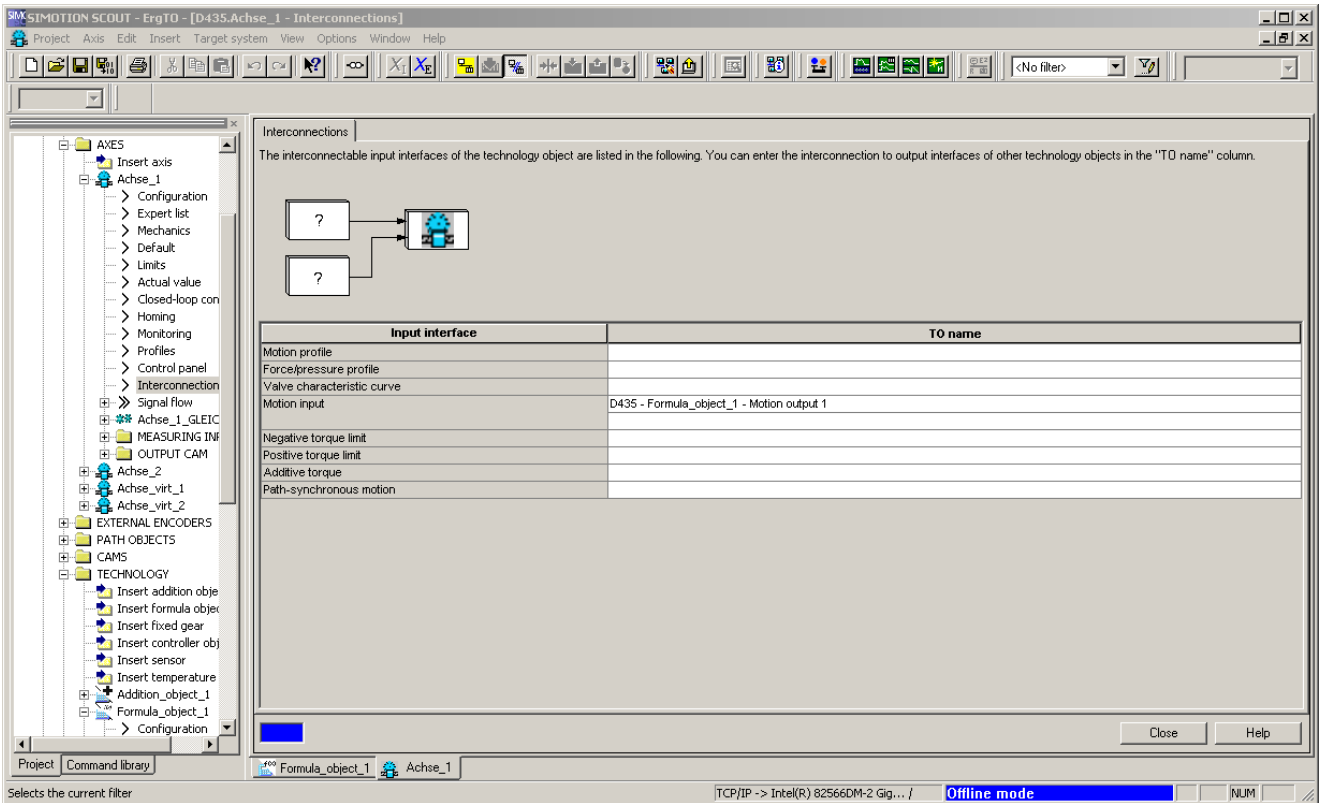 SIMOTION SCOUT - ErgTO - [D435.Achse_1 - Interconnections]
Project Axis Edit Insert Target system View Options Window Help
<No filter>
AXES
Insert axis
Achse_1
Configuration
Expert list
Mechanics
Default
Limits
Actual value
Closed-loop con
Homing
Monitoring
Profiles
Control panel
Interconnection
Signal flow
Achse_1_GLEIC
MEASURING INF
OUTPUT CAM
Achse_2
Achse_virt_1
Achse_virt_2
EXTERNAL ENCODERS
PATH OBJECTS
CAMS
TECHNOLOGY
Insert addition obje
Insert formula objec
Insert fixed gear
Insert controller obj
Insert sensor
Insert temperature
Addition_object_1
Formula_object_1
Configuration
Project Command library
Interconnections
The interconnectable input interfaces of the technology object are listed in the following. You can enter the interconnection to output interfaces of other technology objects in the "TO name" column.
?
?
Input interface TO name
Motion profile
Force/pressure profile
Valve characteristic curve
Motion input D435 - Formula_object_1 - Motion output 1
Negative torque limit
Positive torque limit
Additive torque
Path-synchronous motion
Close Help
Formula_object_1 Achse_1
Selects the current filter TCP/IP -> Intel(R) 82566DM-2 Gig... / Offline mode NUM